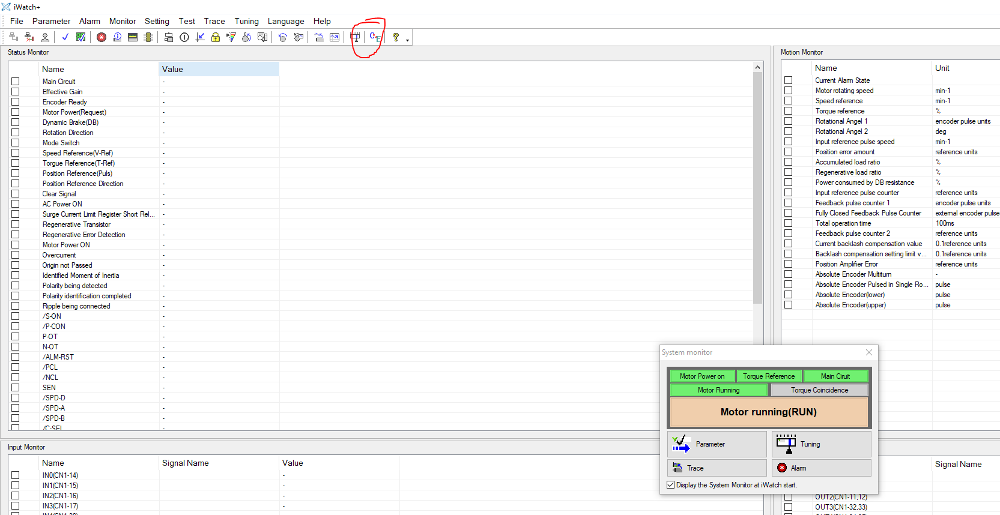 iWatch+
File Parameter Alarm Monitor Setting Test Trace Tuning Language Help
Status Monitor
Name Value
Main Circuit -
Effective Gain -
Encoder Ready -
Motor Power(Request) -
Dynamic Brake(DB) -
Rotation Direction -
Mode Switch -
Speed Reference(V-Ref) -
Torgue Reference(T-Ref) -
Position Reference(Puls) -
Position Reference Direction -
Clear Signal -
AC Power ON -
Surge Current Limit Register Short Rel... -
Regenerative Transistor -
Regenerative Error Detection -
Motor Power ON -
Overcurrent -
Origin not Passed -
Identified Moment of Inertia -
Polarity being detected -
Polarity identification completed -
Ripple being connected -
/S-ON -
/P-CON -
P-OT -
N-OT -
/ALM-RST -
/PCL -
/NCL -
SEN -
/SPD-D -
/SPD-A -
/SPD-B -
/C-SEL -
Motion Monitor
Name Unit
Current Alarm State
Motor rotating speed min-1
Speed reference min-1
Torque reference %
Rotational Angel 1 encoder pulse units
Rotational Angel 2 deg
Input reference pulse speed min-1
Position error amount reference units
Accumulated load ratio %
Regenerative load ratio %
Power consumed by DB resistance %
Input reference pulse counter reference units
Feedback pulse counter 1 encoder pulse units
Fully Closed Feedback Pulse Counter external encoder pulse
Total operation time 100ms
Feedback pulse counter 2 reference units
Current backlash compensation value 0.1reference units
Backlash compensation setting limit v... 0.1reference units
Position Amplifier Error reference units
Absolute Encoder Multiturn -
Absolute Encoder Pulsed in Single Ro... pulse
Absolute Encoder(lower) pulse
Absolute Encoder(upper) pulse
System monitor
Motor Power on Torque Reference Main Ciruit
Motor Running Torque Coincidence
Motor running(RUN)
Parameter Tuning
Trace Alarm
Display the System Monitor at iWatch start.
Input Monitor
Name Signal Name Value
IN0(CN1-14) -
IN1(CN1-15) -
IN2(CN1-16) -
IN3(CN1-17) -
Signal Name
OUT2(CN1-11,12)
OUT3(CN1-32,33)